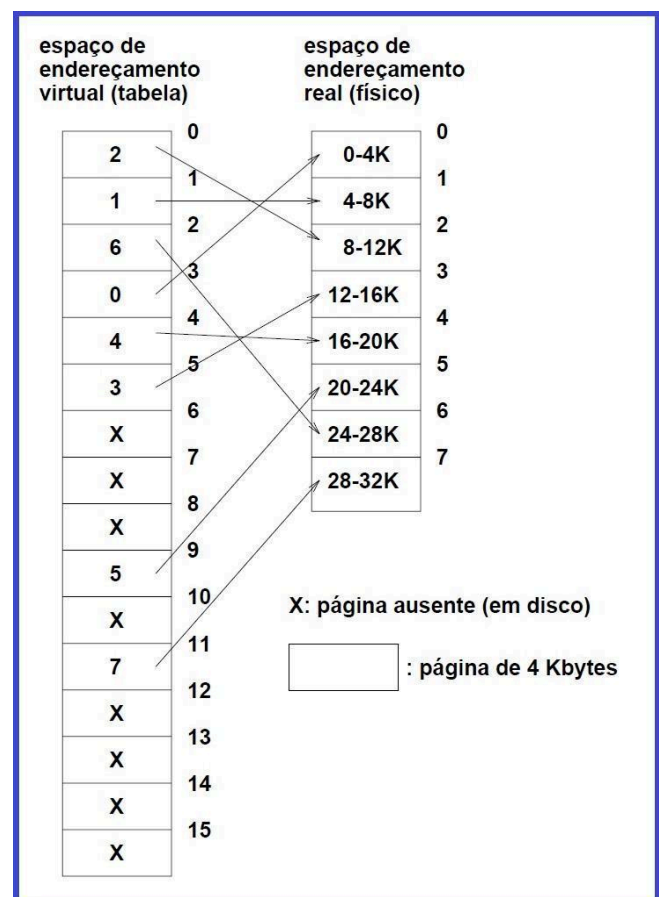 espaço de
endereçamento
virtual (tabela)
0
2
1
1
2
6
3
0
4
4
5
3
6
X
7
X
8
X
9
5
10
X
11
7
12
X
13
X
14
X
15
X
espaço de
endereçamento
real (físico)
0
0-4K
1
4-8K
2
8-12K
3
12-16K
4
16-20K
5
20-24K
6
24-28K
7
28-32K
X: página ausente (em disco)
: página de 4 Kbytes